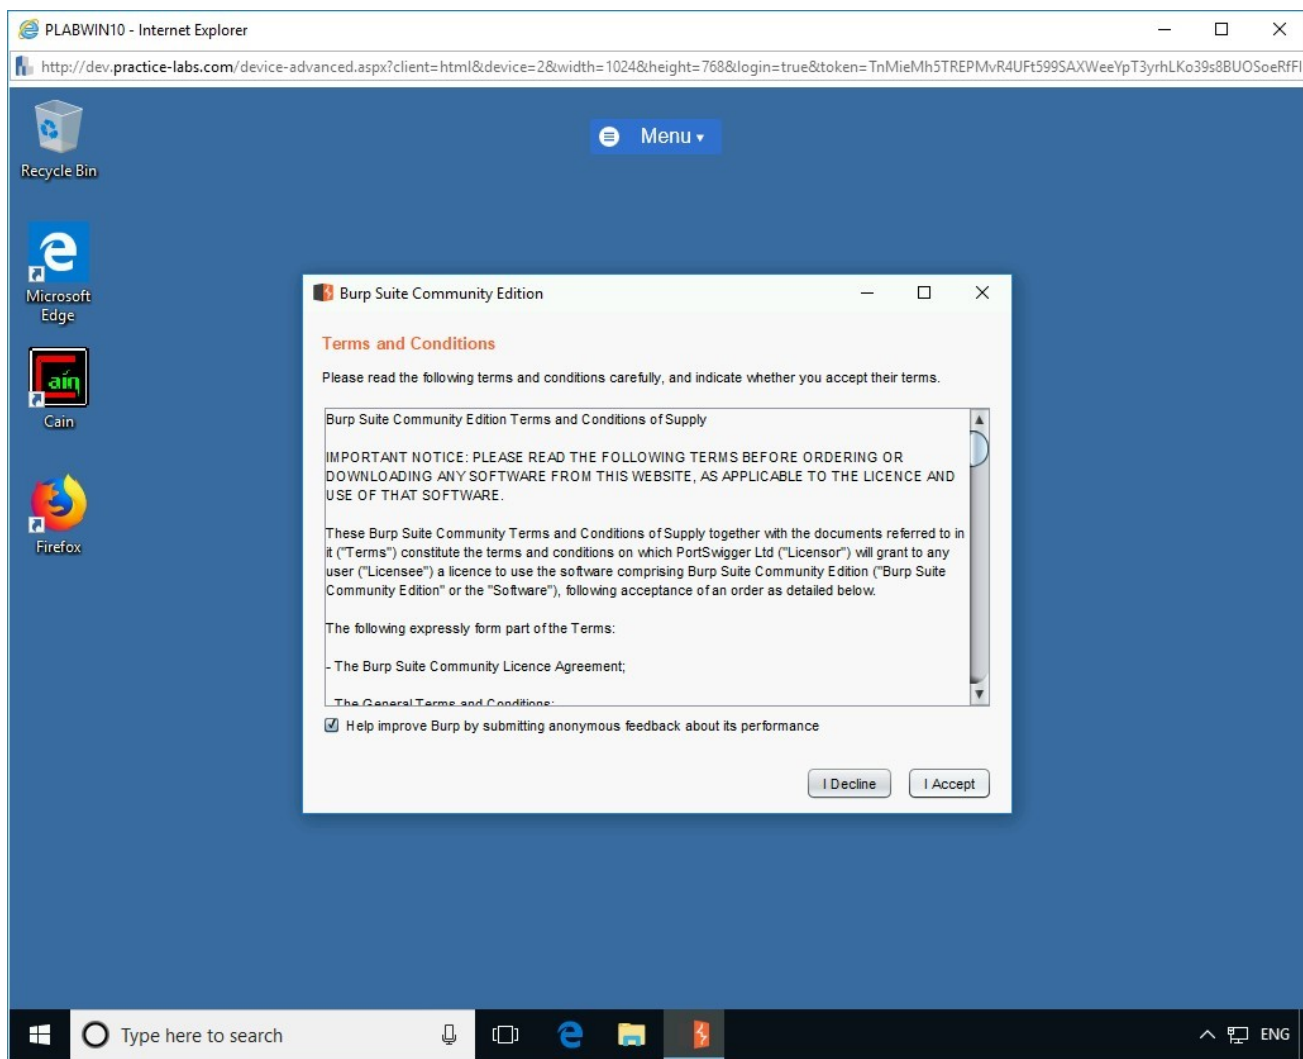 PLABWIN10 - Internet Explorer
http://dev.practice-labs.com/device-advanced.aspx?client=html&device=2&width=1024&height=768&login=true&token=TnMieMh5TREPMvR4UFt599SAXWeeYpT3yrhLKo39s8BUOSoeRfFI
Recycle Bin
Menu
Microsoft
Edge
aín
Cain
Firefox
Burp Suite Community Edition
Terms and Conditions
Please read the following terms and conditions carefully, and indicate whether you accept their terms.
Burp Suite Community Edition Terms and Conditions of Supply
IMPORTANT NOTICE: PLEASE READ THE FOLLOWING TERMS BEFORE ORDERING OR
DOWNLOADING ANY SOFTWARE FROM THIS WEBSITE, AS APPLICABLE TO THE LICENCE AND
USE OF THAT SOFTWARE.
These Burp Suite Community Terms and Conditions of Supply together with the documents referred to in
it ("Terms") constitute the terms and conditions on which PortSwigger Ltd ("Licensor") will grant to any
user ("Licensee") a licence to use the software comprising Burp Suite Community Edition ("Burp Suite
Community Edition" or the "Software"), following acceptance of an order as detailed below.
The following expressly form part of the Terms:
- The Burp Suite Community Licence Agreement;
- The General Terms and Conditions;
Help improve Burp by submitting anonymous feedback about its performance
I Decline
I Accept
Type here to search
ENG